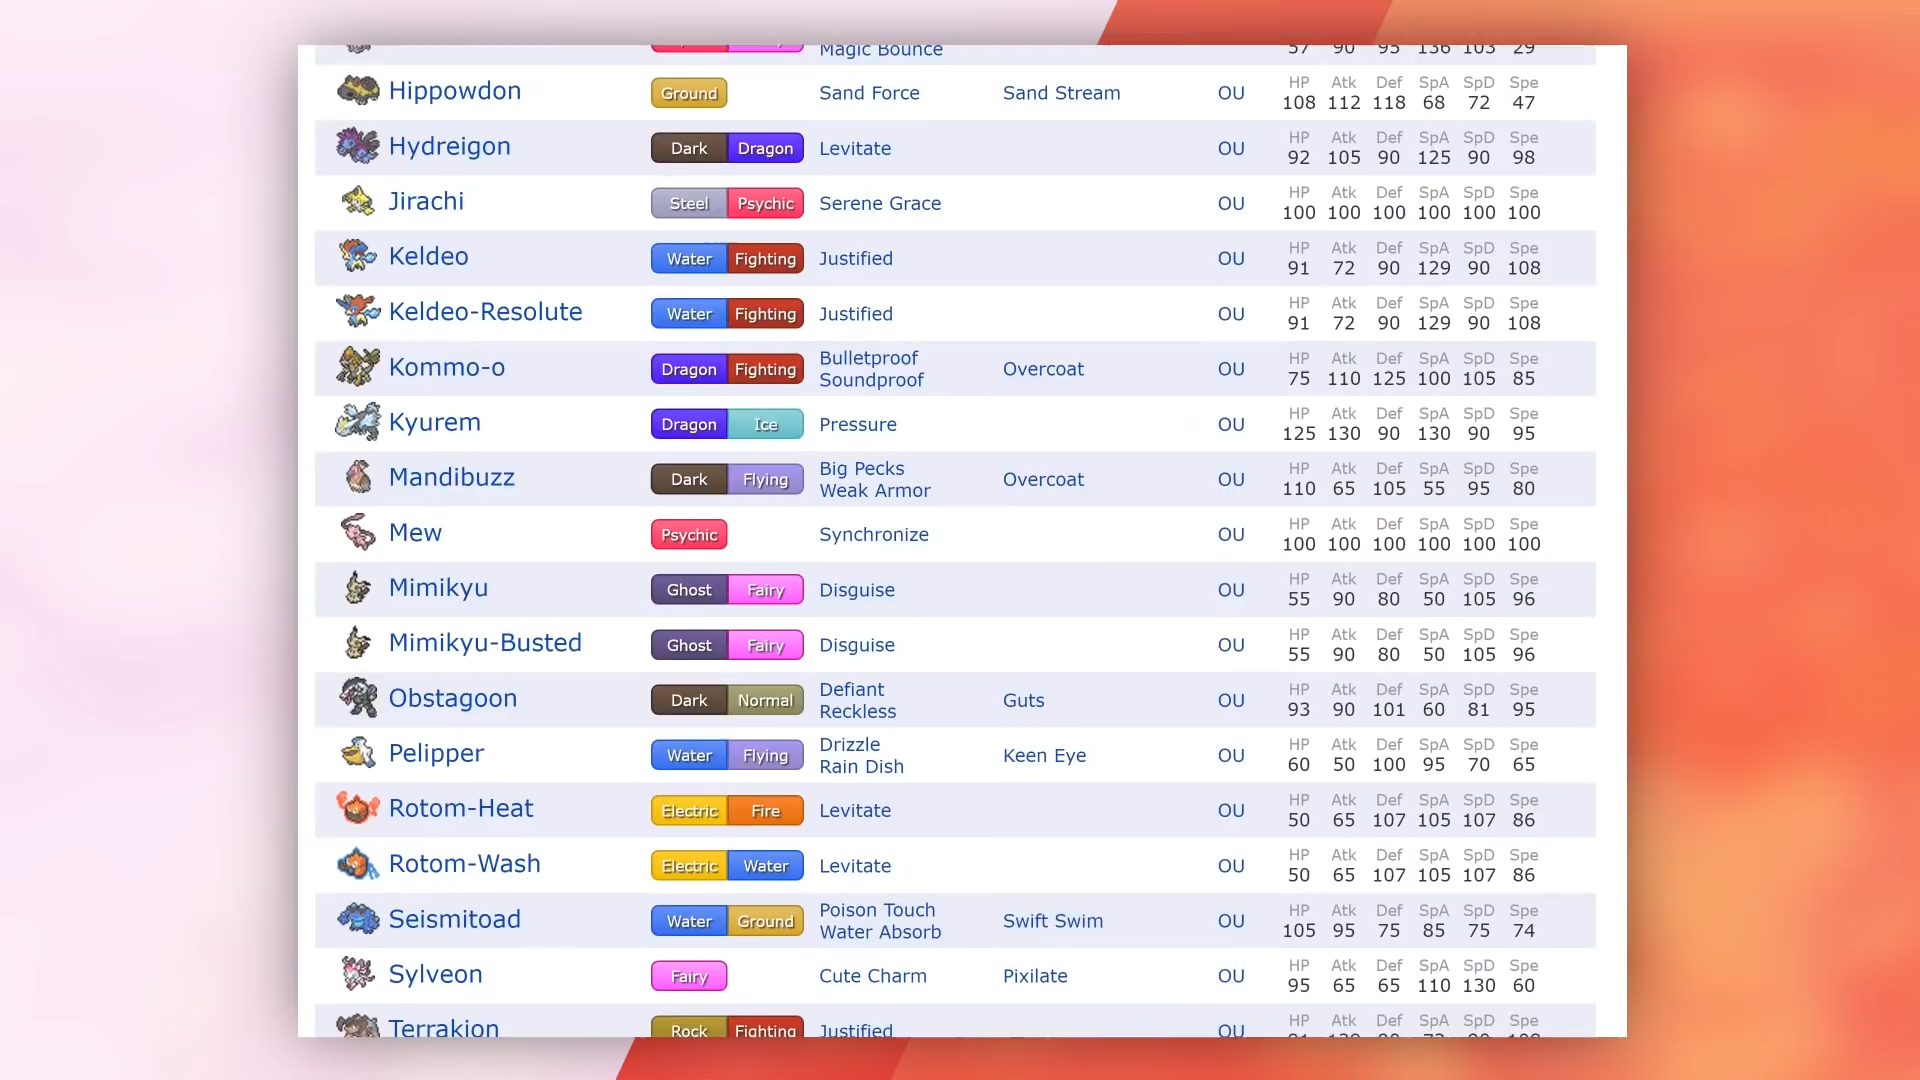 Magic Bounce 57 90 95 136 103 29
Hippowdon Ground Sand Force Sand Stream OU HP Atk Def SpA SpD Spe
108 112 118 68 72 47
Hydreigon Dark Dragon Levitate OU HP Atk Def SpA SpD Spe
92 105 90 125 90 98
Jirachi Steel Psychic Serene Grace OU HP Atk Def SpA SpD Spe
100 100 100 100 100 100
Keldeo Water Fighting Justified OU HP Atk Def SpA SpD Spe
91 72 90 129 90 108
Keldeo-Resolute Water Fighting Justified OU HP Atk Def SpA SpD Spe
91 72 90 129 90 108
Kommo-o Dragon Fighting Bulletproof Soundproof Overcoat OU HP Atk Def SpA SpD Spe
75 110 125 100 105 85
Kyurem Dragon Ice Pressure OU HP Atk Def SpA SpD Spe
125 130 90 130 90 95
Mandibuzz Dark Flying Big Pecks Weak Armor Overcoat OU HP Atk Def SpA SpD Spe
110 65 105 55 95 80
Mew Psychic Synchronize OU HP Atk Def SpA SpD Spe
100 100 100 100 100 100
Mimikyu Ghost Fairy Disguise OU HP Atk Def SpA SpD Spe
55 90 80 50 105 96
Mimikyu-Busted Ghost Fairy Disguise OU HP Atk Def SpA SpD Spe
55 90 80 50 105 96
Obstagoon Dark Normal Defiant Reckless Guts OU HP Atk Def SpA SpD Spe
93 90 101 60 81 95
Pelipper Water Flying Drizzle Rain Dish Keen Eye OU HP Atk Def SpA SpD Spe
60 50 100 95 70 65
Rotom-Heat Electric Fire Levitate OU HP Atk Def SpA SpD Spe
50 65 107 105 107 86
Rotom-Wash Electric Water Levitate OU HP Atk Def SpA SpD Spe
50 65 107 105 107 86
Seismitoad Water Ground Poison Touch Water Absorb Swift Swim OU HP Atk Def SpA SpD Spe
105 95 75 85 75 74
Sylveon Fairy Cute Charm Pixilate OU HP Atk Def SpA SpD Spe
95 65 65 110 130 60
Terrakion Rock Fighting Justified OU HP Atk Def SpA SpD Spe